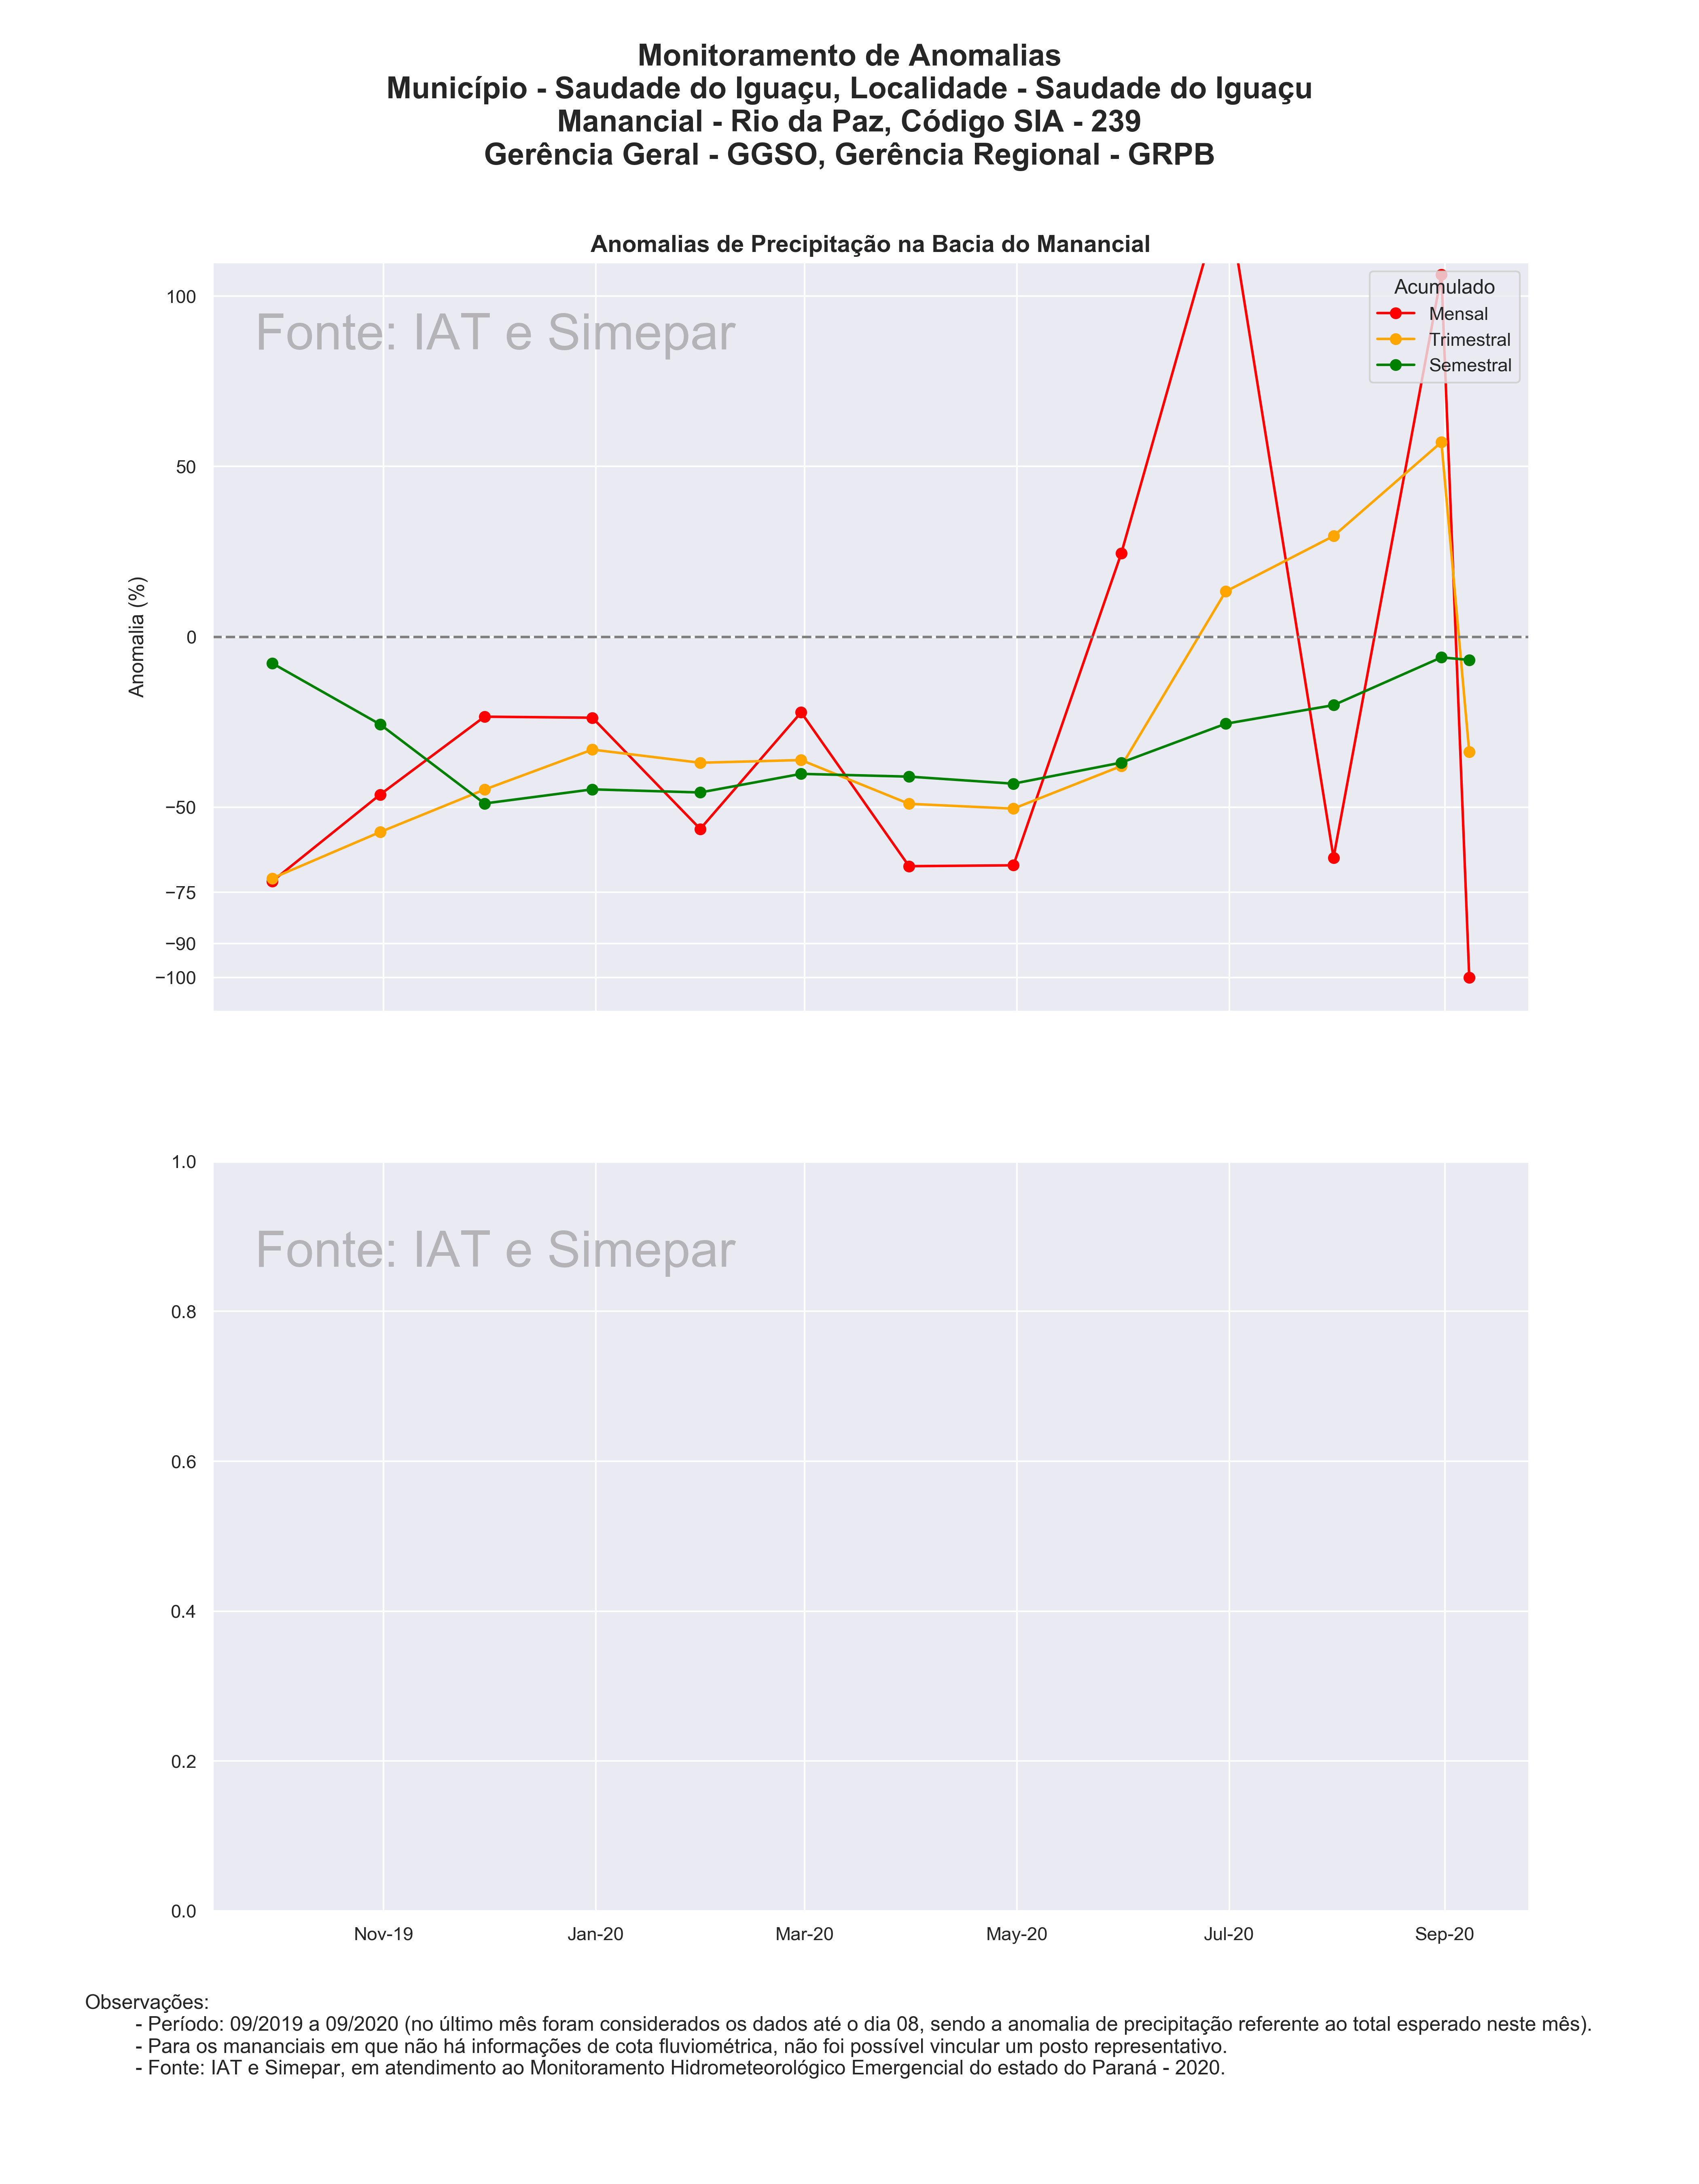 Monitoramento de Anomalias
Município - Saudade do Iguaçu, Localidade - Saudade do Iguaçu
Manancial - Rio da Paz, Código SIA - 239
Gerência Geral - GGSO, Gerência Regional - GRPB
Anomalias de Precipitação na Bacia do Manancial
Fonte: IAT e Simepar
Acumulado
Mensal
Trimestral
Semestral
Anomalia (%)
100
50
0
−50
−75
−90
−100
Fonte: IAT e Simepar
1.0
0.8
0.6
0.4
0.2
0.0
Nov-19 Jan-20 Mar-20 May-20 Jul-20 Sep-20
Observações:
- Período: 09/2019 a 09/2020 (no último mês foram considerados os dados até o dia 08, sendo a anomalia de precipitação referente ao total esperado neste mês).
- Para os mananciais em que não há informações de cota fluviométrica, não foi possível vincular um posto representativo.
- Fonte: IAT e Simepar, em atendimento ao Monitoramento Hidrometeorológico Emergencial do estado do Paraná - 2020.